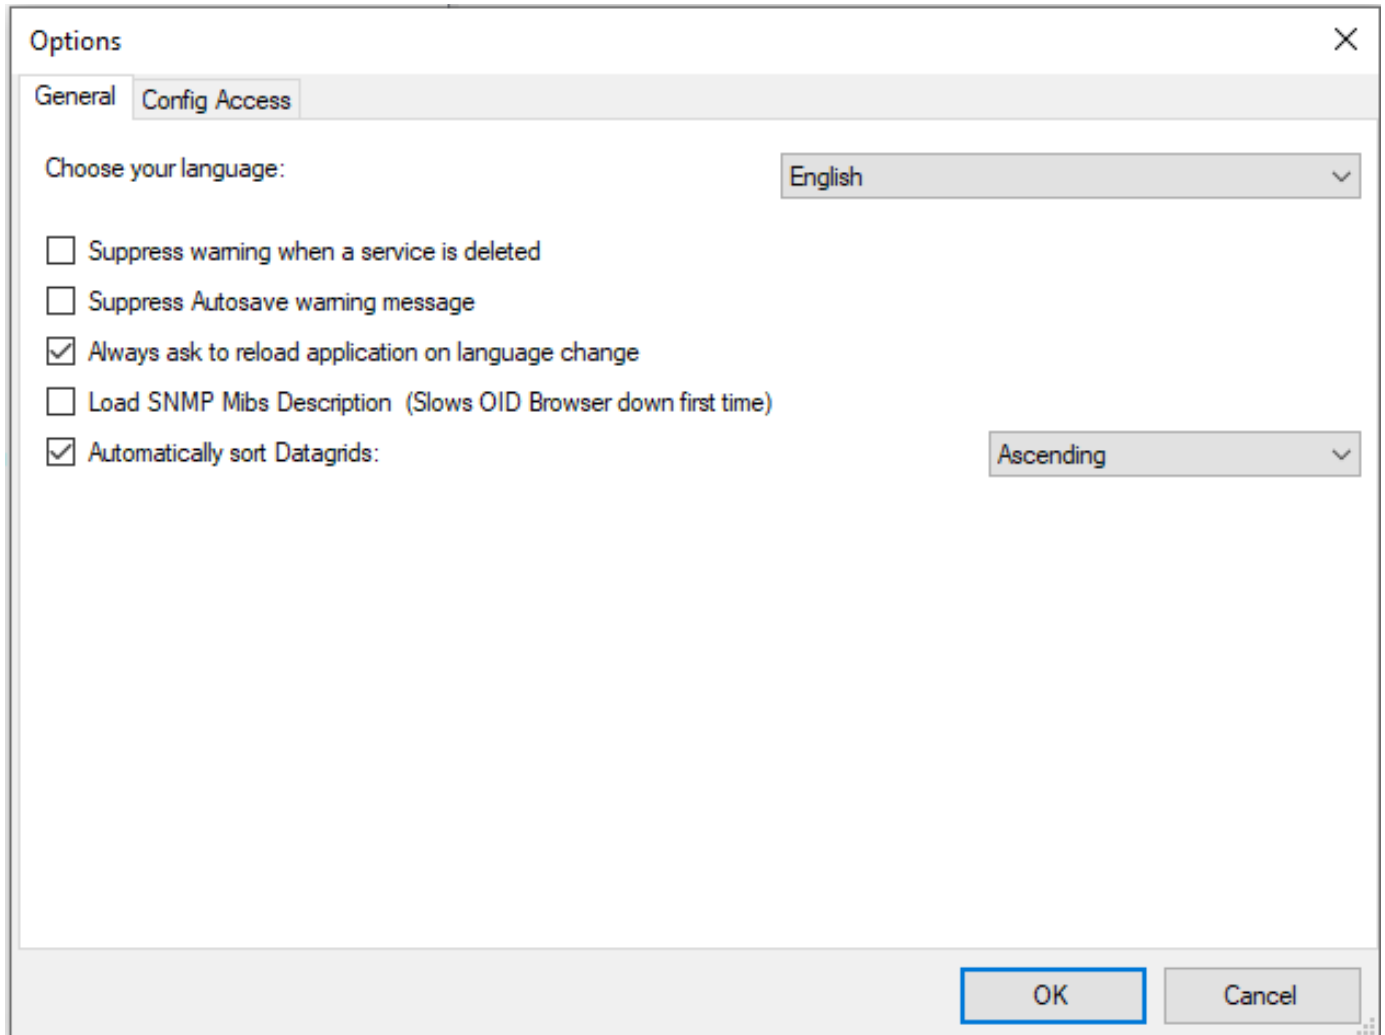 Options
General
Config Access
Choose your language:
English
Suppress warning when a service is deleted
Suppress Autosave warning message
Always ask to reload application on language change
Load SNMP Mibs Description  (Slows OID Browser down first time)
Automatically sort Datagrids:
Ascending
OK
Cancel